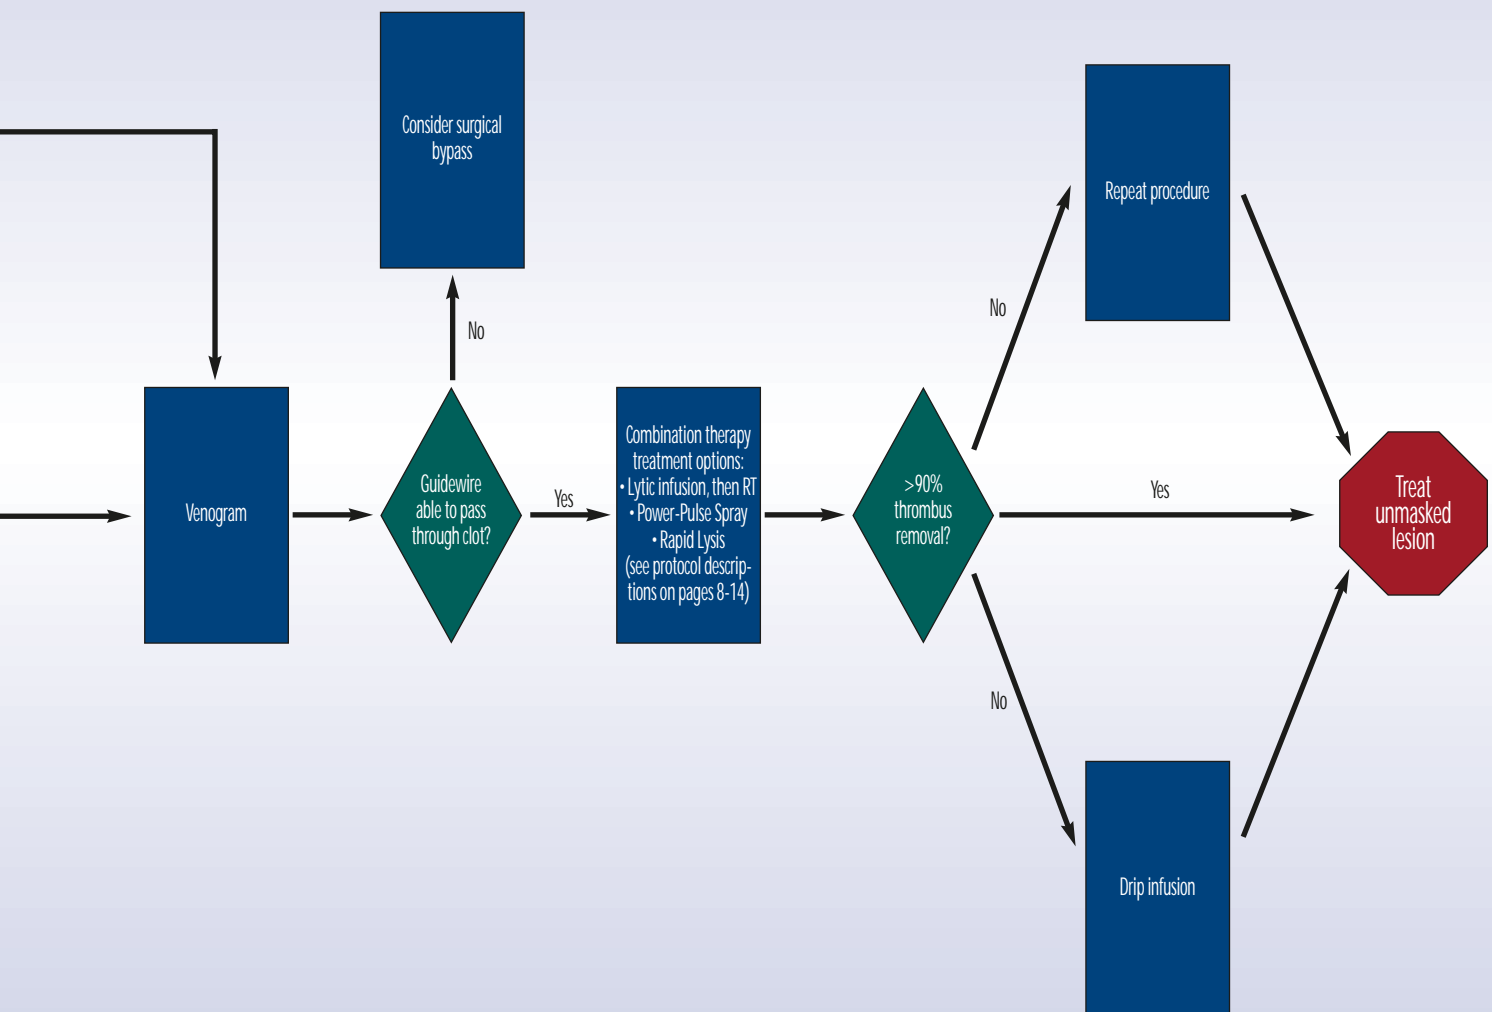 Consider surgical
bypass
No
Venogram
Guidewire
able to pass
through clot?
Yes
Combination therapy
treatment options:
• Lytic infusion, then RT
• Power-Pulse Spray
• Rapid Lysis
(see protocol descrip-
tions on pages 8-14)
>90%
thrombus
removal?
No
Repeat procedure
Yes
No
Drip infusion
Treat
unmasked
lesion